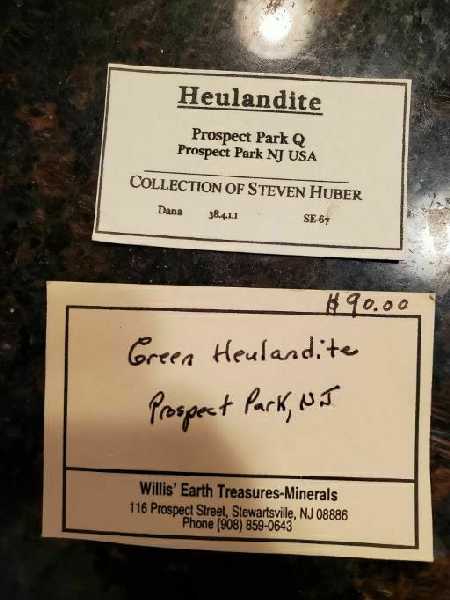 Heulandite
Prospect Park Q
Prospect Park NJ USA
COLLECTION OF STEVEN HUBER
Dana 38.4.1.1 SE-67
$90.00
Green Heulandite
Prospect Park, NJ
Willis' Earth Treasures-Minerals
116 Prospect Street, Stewartsville, NJ 08886
Phone (908) 859-0643